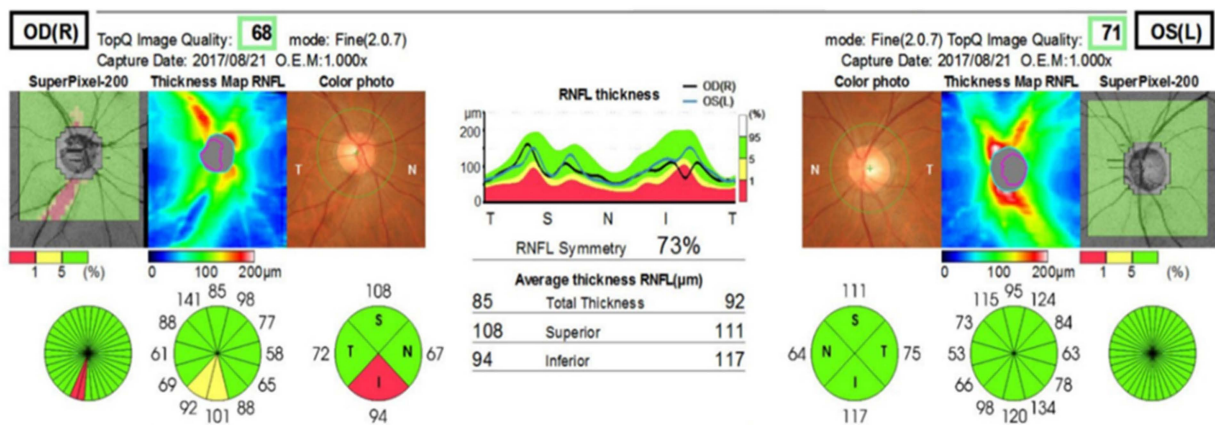 OD(R) TopQ Image Quality: 68 mode: Fine(2.0.7)
Capture Date: 2017/08/21 O.E.M:1.000x
SuperPixel-200 Thickness Map RNFL Color photo
T N
1 5 (%)
0 100 200μm
85
141 98
88 77
61 58
69 65
92 88
101
108
S
72 T N 67
I
94
RNFL thickness
OD(R)
OS(L)
μm
200
100
0
T S N I T
(%)
95
5
1
RNFL Symmetry 73%
Average thickness RNFL(μm)
85 Total Thickness 92
108 Superior 111
94 Inferior 117
mode: Fine(2.0.7) TopQ Image Quality: 71 OS(L)
Capture Date: 2017/08/21 O.E.M:1.000x
Color photo Thickness Map RNFL SuperPixel-200
N T
0 100 200μm
1 5 (%)
111
S
64 N T 75
I
117
95
115 124
73 84
53 63
66 78
98 134
120